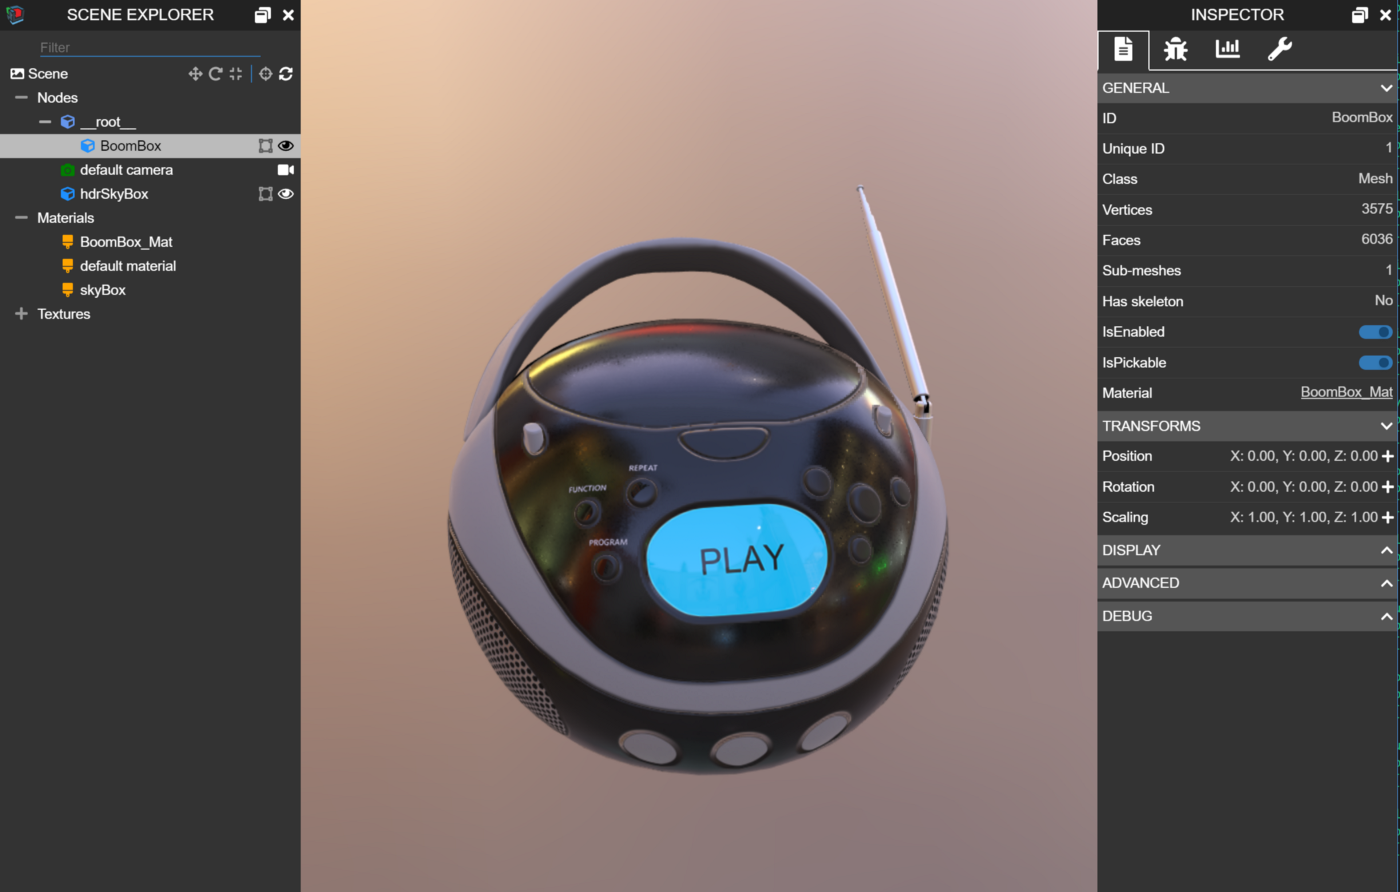 SCENE EXPLORER
Filter
Scene
Nodes
__root__
BoomBox
default camera
hdrSkyBox
Materials
BoomBox_Mat
default material
skyBox
Textures
REPEAT
FUNCTION
PROGRAM
PLAY
INSPECTOR
GENERAL
ID BoomBox
Unique ID 1
Class Mesh
Vertices 3575
Faces 6036
Sub-meshes 1
Has skeleton No
IsEnabled
IsPickable
Material BoomBox_Mat
TRANSFORMS
Position X: 0.00, Y: 0.00, Z: 0.00
Rotation X: 0.00, Y: 0.00, Z: 0.00
Scaling X: 1.00, Y: 1.00, Z: 1.00
DISPLAY
ADVANCED
DEBUG